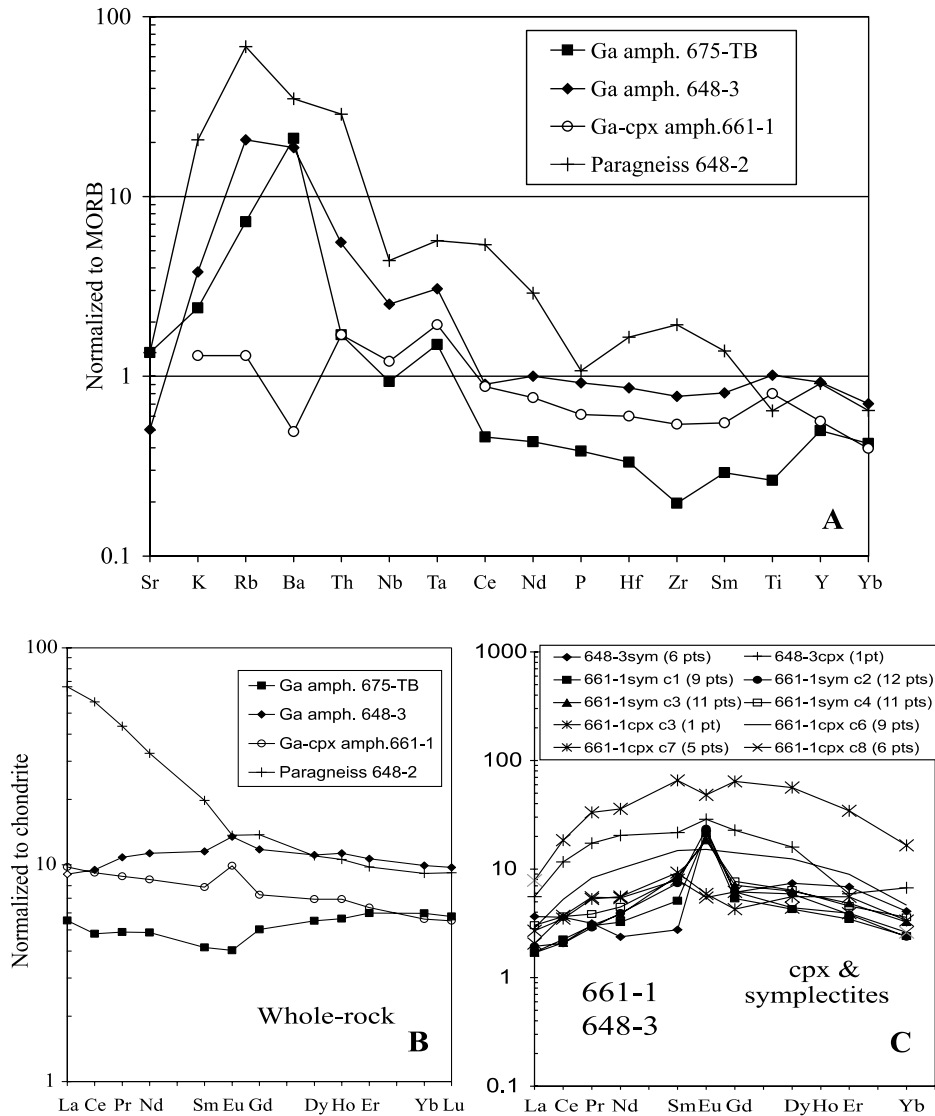 100
10
1
0.1
Normalized to MORB
Ga amph. 675-TB
Ga amph. 648-3
Ga-cpx amph.661-1
Paragneiss 648-2
A
Sr K Rb Ba Th Nb Ta Ce Nd P Hf Zr Sm Ti Y Yb
100
10
1
Normalized to chondrite
Ga amph. 675-TB
Ga amph. 648-3
Ga-cpx amph.661-1
Paragneiss 648-2
Whole-rock
B
La Ce Pr Nd Sm Eu Gd Dy Ho Er Yb Lu
1000
100
10
1
0.1
648-3sym (6 pts) 648-3cpx (1pt)
661-1sym c1 (9 pts) 661-1sym c2 (12 pts)
661-1sym c3 (11 pts) 661-1sym c4 (11 pts)
661-1cpx c3 (1 pt) 661-1cpx c6 (9 pts)
661-1cpx c7 (5 pts) 661-1cpx c8 (6 pts)
661-1
648-3
cpx &
symplectites
C
La Ce Pr Nd Sm Eu Gd Dy Ho Er Yb